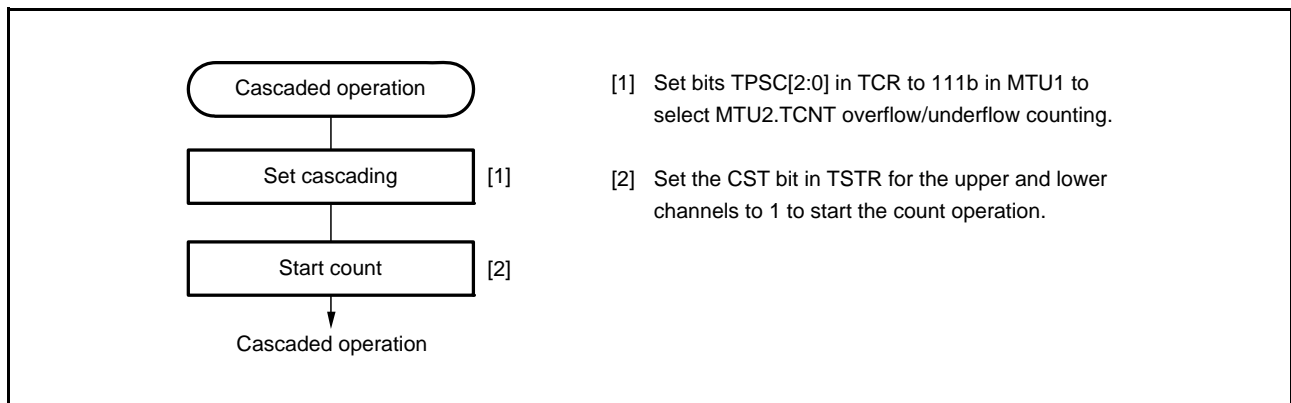 Cascaded operation
Set cascading [1]
Start count [2]
Cascaded operation
[1] Set bits TPSC[2:0] in TCR to 111b in MTU1 to
select MTU2.TCNT overflow/underflow counting.
[2] Set the CST bit in TSTR for the upper and lower
channels to 1 to start the count operation.